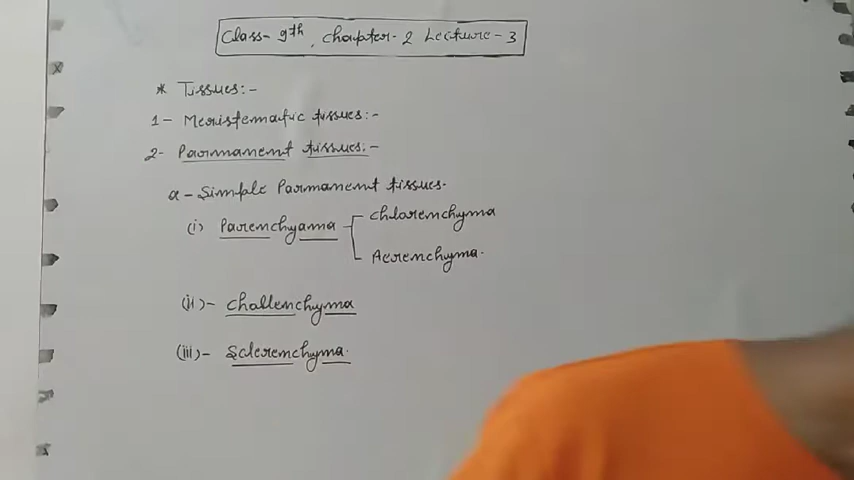 Class- 9th, Chapter- 2 Lecture - 3
* Tissues:-
1- Meristematic tissues:-
2- Parmanent tissues:-
a- Simple Parmanent tissues.
(i) Parenchyama
Chlorenchyma
Aerenchyma.
(ii)- Challenchyma
(iii)- Sclerenchyma.